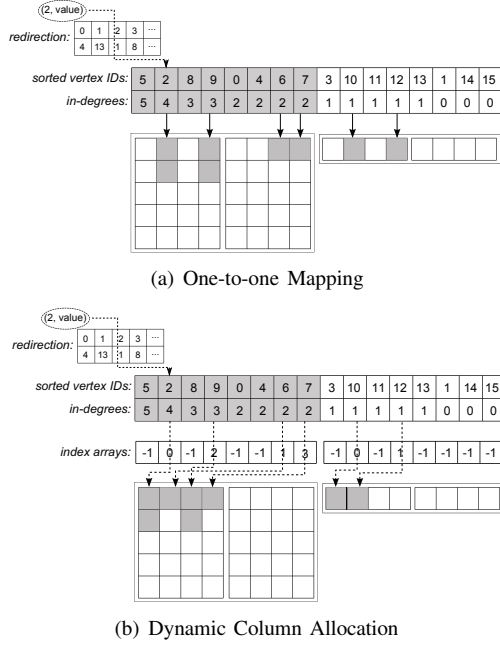 (2, value)
redirection: 0 1 2 3 ...
4 13 1 8 ...
sorted vertex IDs: 5 2 8 9 0 4 6 7 3 10 11 12 13 1 14 15
in-degrees: 5 4 3 3 2 2 2 2 1 1 1 1 1 0 0 0
(a) One-to-one Mapping
(2, value)
redirection: 0 1 2 3 ...
4 13 1 8 ...
sorted vertex IDs: 5 2 8 9 0 4 6 7 3 10 11 12 13 1 14 15
in-degrees: 5 4 3 3 2 2 2 2 1 1 1 1 1 0 0 0
index arrays: -1 0 -1 2 -1 -1 1 3 -1 0 -1 1 -1 -1 -1 -1
(b) Dynamic Column Allocation